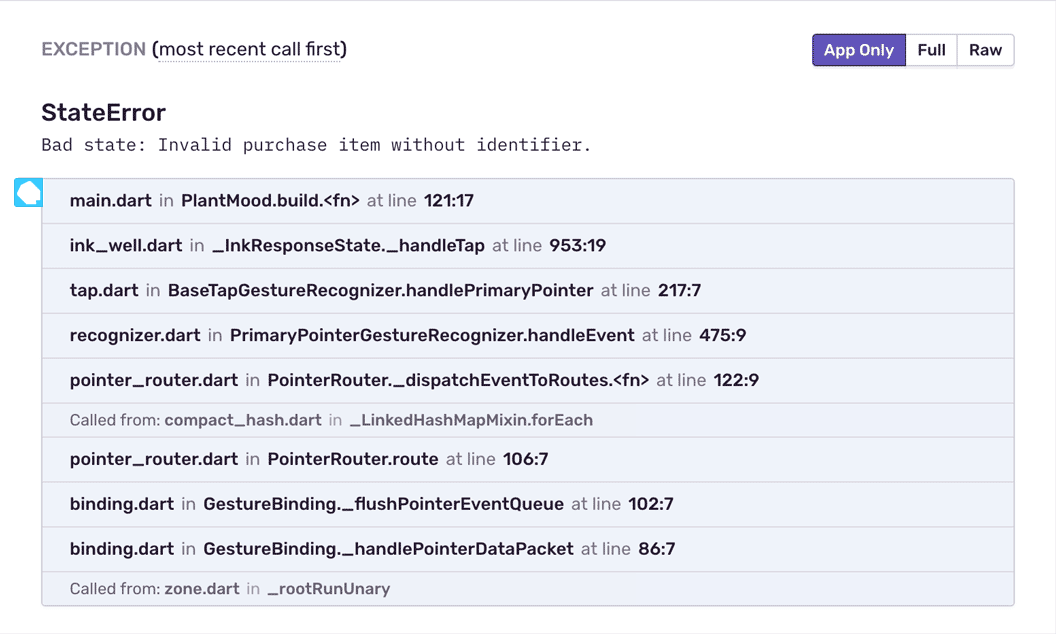 EXCEPTION (most recent call first)
App Only Full Raw
StateError
Bad state: Invalid purchase item without identifier.
main.dart in PlantMood.build.<fn> at line 121:17
ink_well.dart in _InkResponseState._handleTap at line 953:19
tap.dart in BaseTapGestureRecognizer.handlePrimaryPointer at line 217:7
recognizer.dart in PrimaryPointerGestureRecognizer.handleEvent at line 475:9
pointer_router.dart in PointerRouter._dispatchEventToRoutes.<fn> at line 122:9
Called from: compact_hash.dart in _LinkedHashMapMixin.forEach
pointer_router.dart in PointerRouter.route at line 106:7
binding.dart in GestureBinding._flushPointerEventQueue at line 102:7
binding.dart in GestureBinding._handlePointerDataPacket at line 86:7
Called from: zone.dart in _rootRunUnary